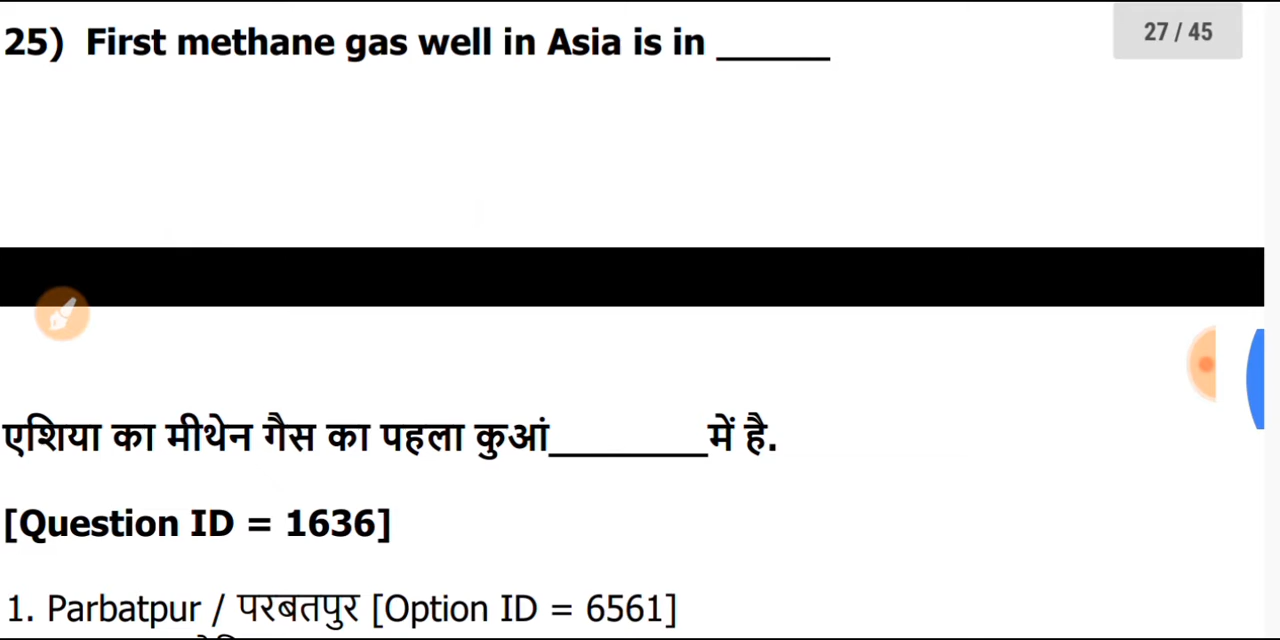 25) First methane gas well in Asia is in ______
27 / 45
एशिया का मीथेन गैस का पहला कुआं________में है.
[Question ID = 1636]
1. Parbatpur / परबतपुर [Option ID = 6561]